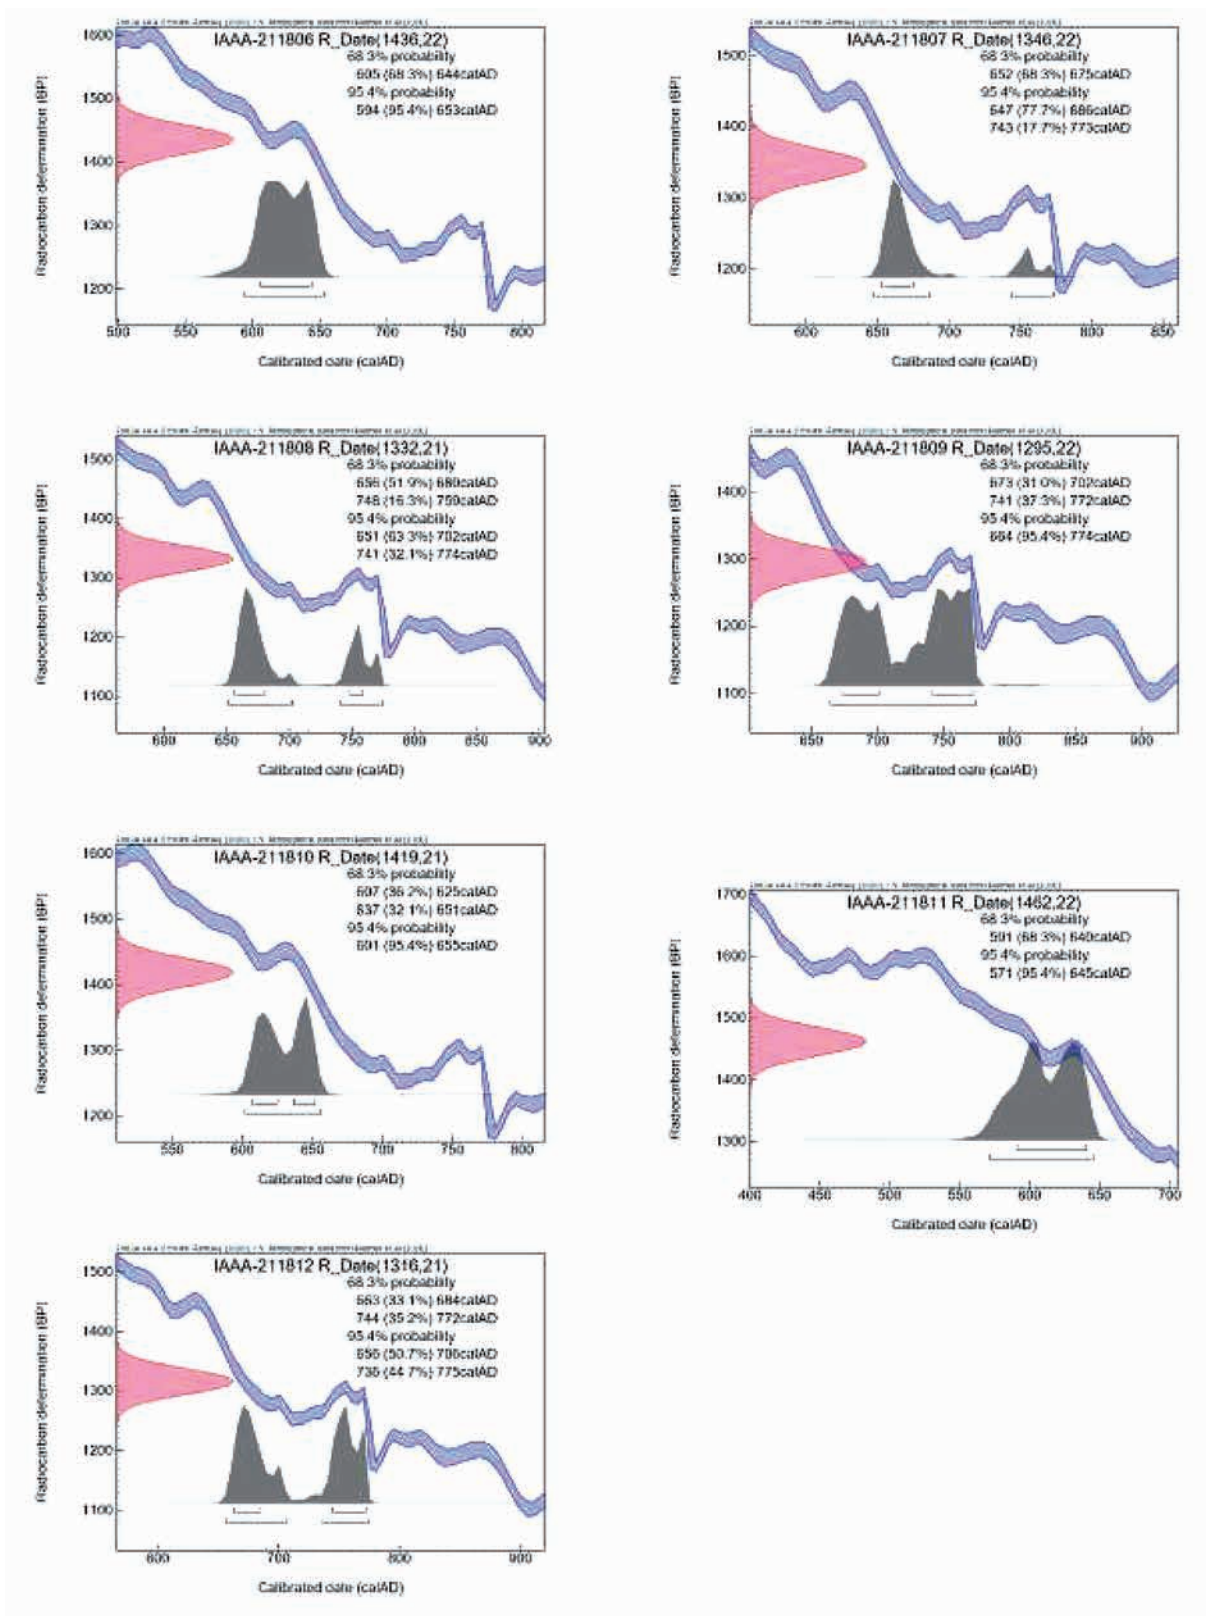 IAAA-211806 R_Date(1436,22)
68.3% probability
605 (68.3%) 644calAD
95.4% probability
594 (95.4%) 653calAD
Radiocarbon determination (BP)
1600
1500
1400
1300
1200
500 550 600 650 700 750 800
Calibrated date (calAD)
IAAA-211807 R_Date(1346,22)
68.3% probability
652 (68.3%) 675calAD
95.4% probability
647 (77.7%) 686calAD
743 (17.7%) 773calAD
Radiocarbon determination (BP)
1500
1400
1300
1200
600 650 700 750 800 850
Calibrated date (calAD)
IAAA-211808 R_Date(1332,21)
68.3% probability
656 (51.9%) 680calAD
748 (16.3%) 759calAD
95.4% probability
651 (63.3%) 702calAD
741 (32.1%) 774calAD
Radiocarbon determination (BP)
1500
1400
1300
1200
1100
600 650 700 750 800 850 900
Calibrated date (calAD)
IAAA-211809 R_Date(1295,22)
68.3% probability
673 (31.0%) 702calAD
741 (37.3%) 772calAD
95.4% probability
664 (95.4%) 774calAD
Radiocarbon determination (BP)
1400
1300
1200
1100
650 700 750 800 850 900
Calibrated date (calAD)
IAAA-211810 R_Date(1419,21)
68.3% probability
607 (36.2%) 625calAD
637 (32.1%) 651calAD
95.4% probability
601 (95.4%) 655calAD
Radiocarbon determination (BP)
1600
1500
1400
1300
1200
550 600 650 700 750 800
Calibrated date (calAD)
IAAA-211811 R_Date(1462,22)
68.3% probability
591 (68.3%) 640calAD
95.4% probability
571 (95.4%) 645calAD
Radiocarbon determination (BP)
1700
1600
1500
1400
1300
400 450 500 550 600 650 700
Calibrated date (calAD)
IAAA-211812 R_Date(1316,21)
68.3% probability
663 (33.1%) 684calAD
744 (35.2%) 772calAD
95.4% probability
656 (50.7%) 706calAD
736 (44.7%) 775calAD
Radiocarbon determination (BP)
1500
1400
1300
1200
1100
600 700 800 900
Calibrated date (calAD)